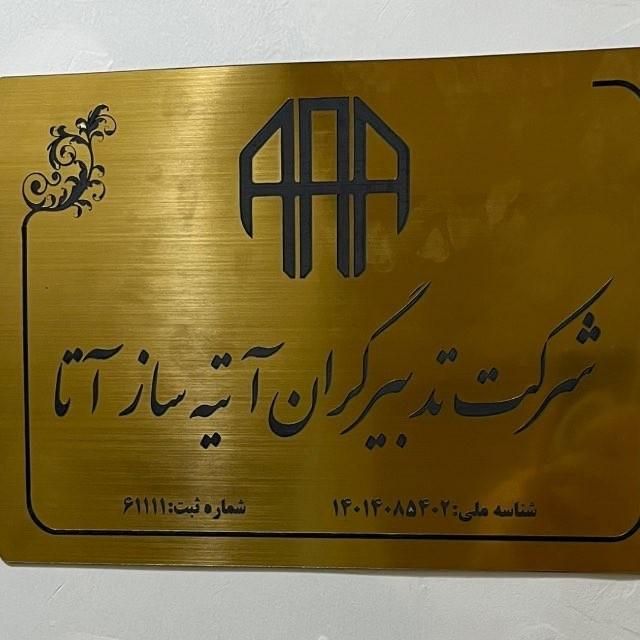 شرکت تدبیرگران آتیه ساز آتا
شناسه ملی:۱۴۰۱۴۰۸۵۴۰۲ شماره ثبت:۶۱۱۱۱